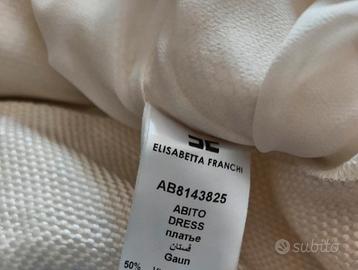 ELISABETTA FRANCHI
AB8143825
ABITO
DRESS
платье
فستان
Gaun
50%
subito